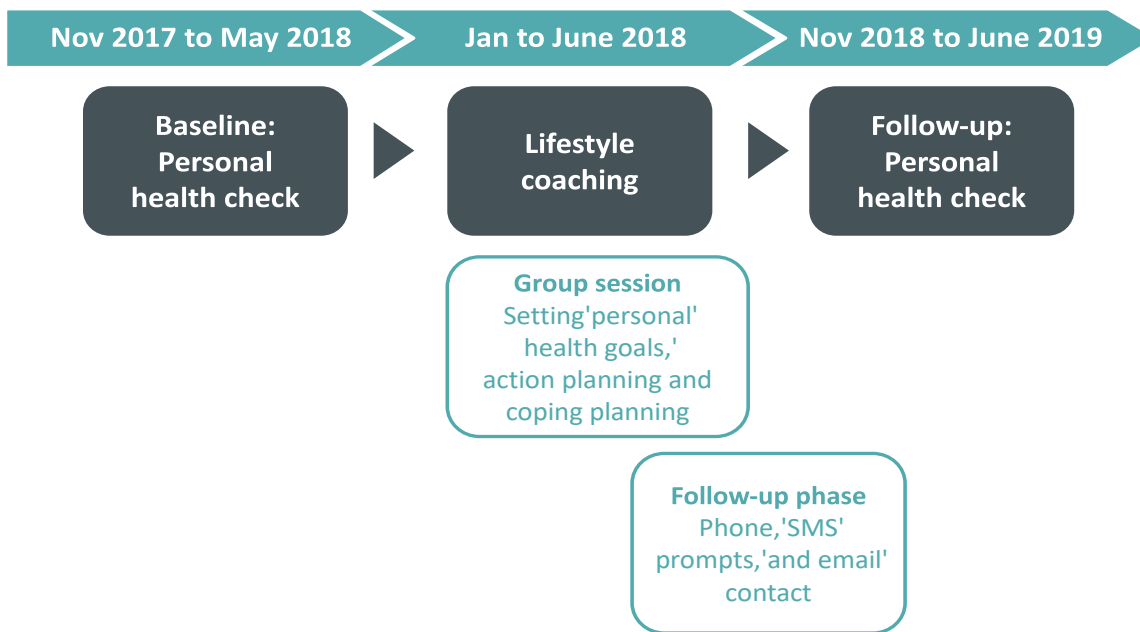 Nov 2017 to May 2018
Jan to June 2018
Nov 2018 to June 2019
Baseline:
Personal
health check
Lifestyle
coaching
Follow-up:
Personal
health check
Group session
Setting'personal'
health goals,'
action planning and
coping planning
Follow-up phase
Phone,'SMS'
prompts,'and email'
contact